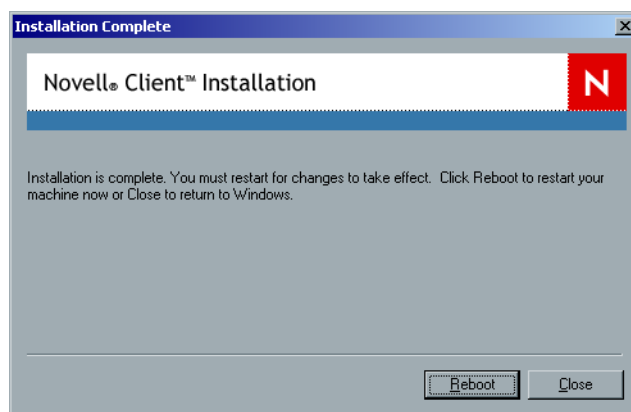 Installation Complete
Novell® Client™ Installation
N
Installation is complete. You must restart for changes to take effect. Click Reboot to restart your
machine now or Close to return to Windows.
Reboot
Close